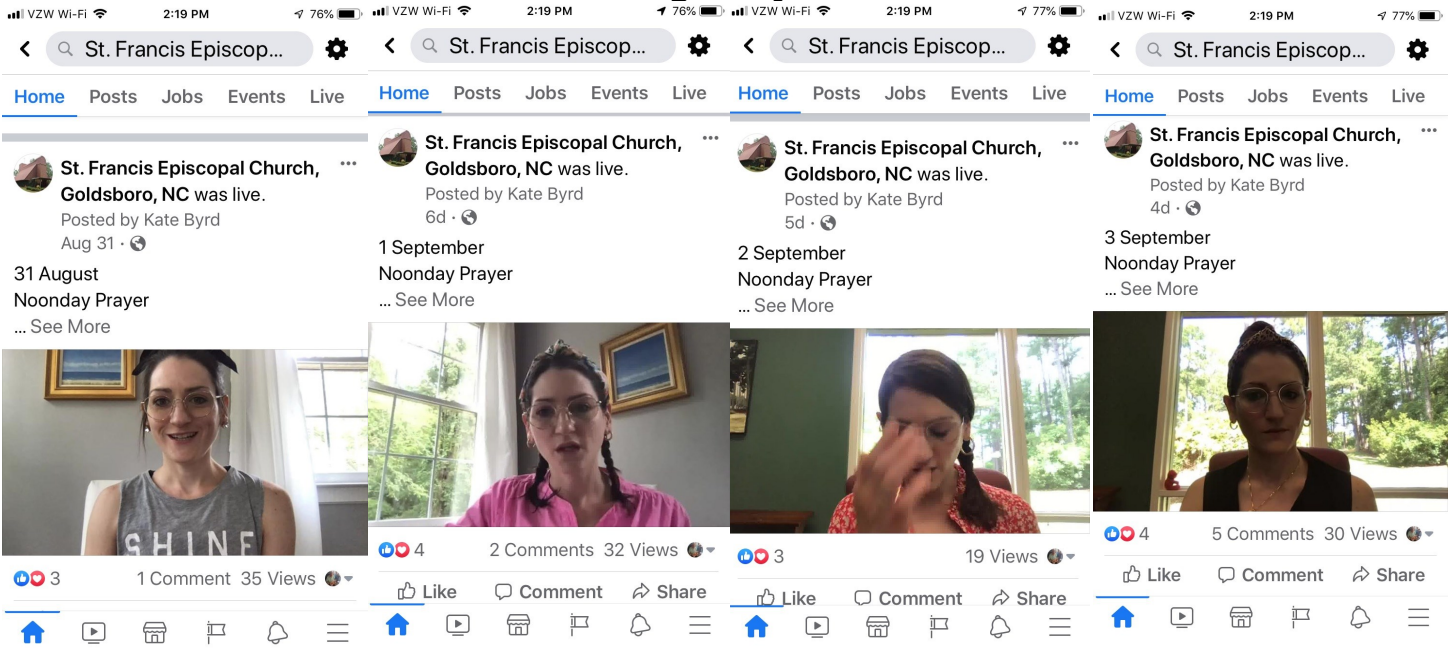 VZW Wi-Fi 2:19 PM 76%
St. Francis Episcop...
Home Posts Jobs Events Live
St. Francis Episcopal Church,
Goldsboro, NC was live.
Posted by Kate Byrd
Aug 31 ·
31 August
Noonday Prayer
... See More
SHINE
3 1 Comment 35 Views
VZW Wi-Fi 2:19 PM 76%
St. Francis Episcop...
Home Posts Jobs Events Live
St. Francis Episcopal Church,
Goldsboro, NC was live.
Posted by Kate Byrd
6d ·
1 September
Noonday Prayer
... See More
4 2 Comments 32 Views
Like Comment Share
VZW Wi-Fi 2:19 PM 77%
St. Francis Episcop...
Home Posts Jobs Events Live
St. Francis Episcopal Church,
Goldsboro, NC was live.
Posted by Kate Byrd
5d ·
2 September
Noonday Prayer
... See More
3 19 Views
Like Comment Share
VZW Wi-Fi 2:19 PM 77%
St. Francis Episcop...
Home Posts Jobs Events Live
St. Francis Episcopal Church,
Goldsboro, NC was live.
Posted by Kate Byrd
4d ·
3 September
Noonday Prayer
... See More
4 5 Comments 30 Views
Like Comment Share